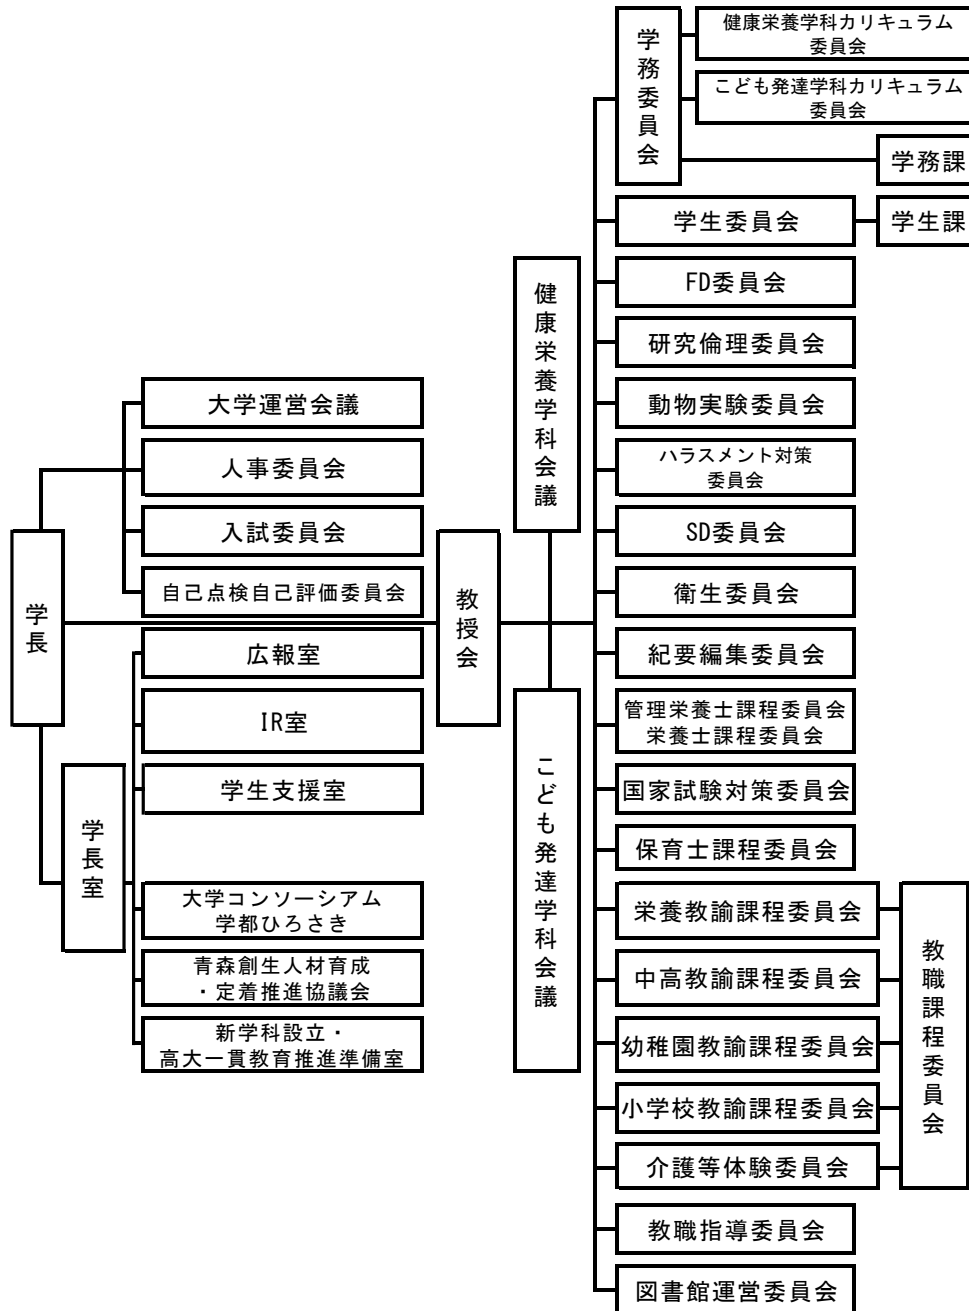 学長
大学運営会議
人事委員会
入試委員会
自己点検自己評価委員会
学長室
広報室
IR室
学生支援室
大学コンソーシアム
学都ひろさき
青森創生人材育成
・定着推進協議会
新学科設立・
高大一貫教育推進準備室
教授会
健康栄養学科会議
こども発達学科会議
学務委員会
健康栄養学科カリキュラム
委員会
こども発達学科カリキュラム
委員会
学務課
学生委員会
学生課
FD委員会
研究倫理委員会
動物実験委員会
ハラスメント対策
委員会
SD委員会
衛生委員会
紀要編集委員会
管理栄養士課程委員会
栄養士課程委員会
国家試験対策委員会
保育士課程委員会
栄養教諭課程委員会
中高教諭課程委員会
幼稚園教諭課程委員会
小学校教諭課程委員会
介護等体験委員会
教職課程委員会
教職指導委員会
図書館運営委員会